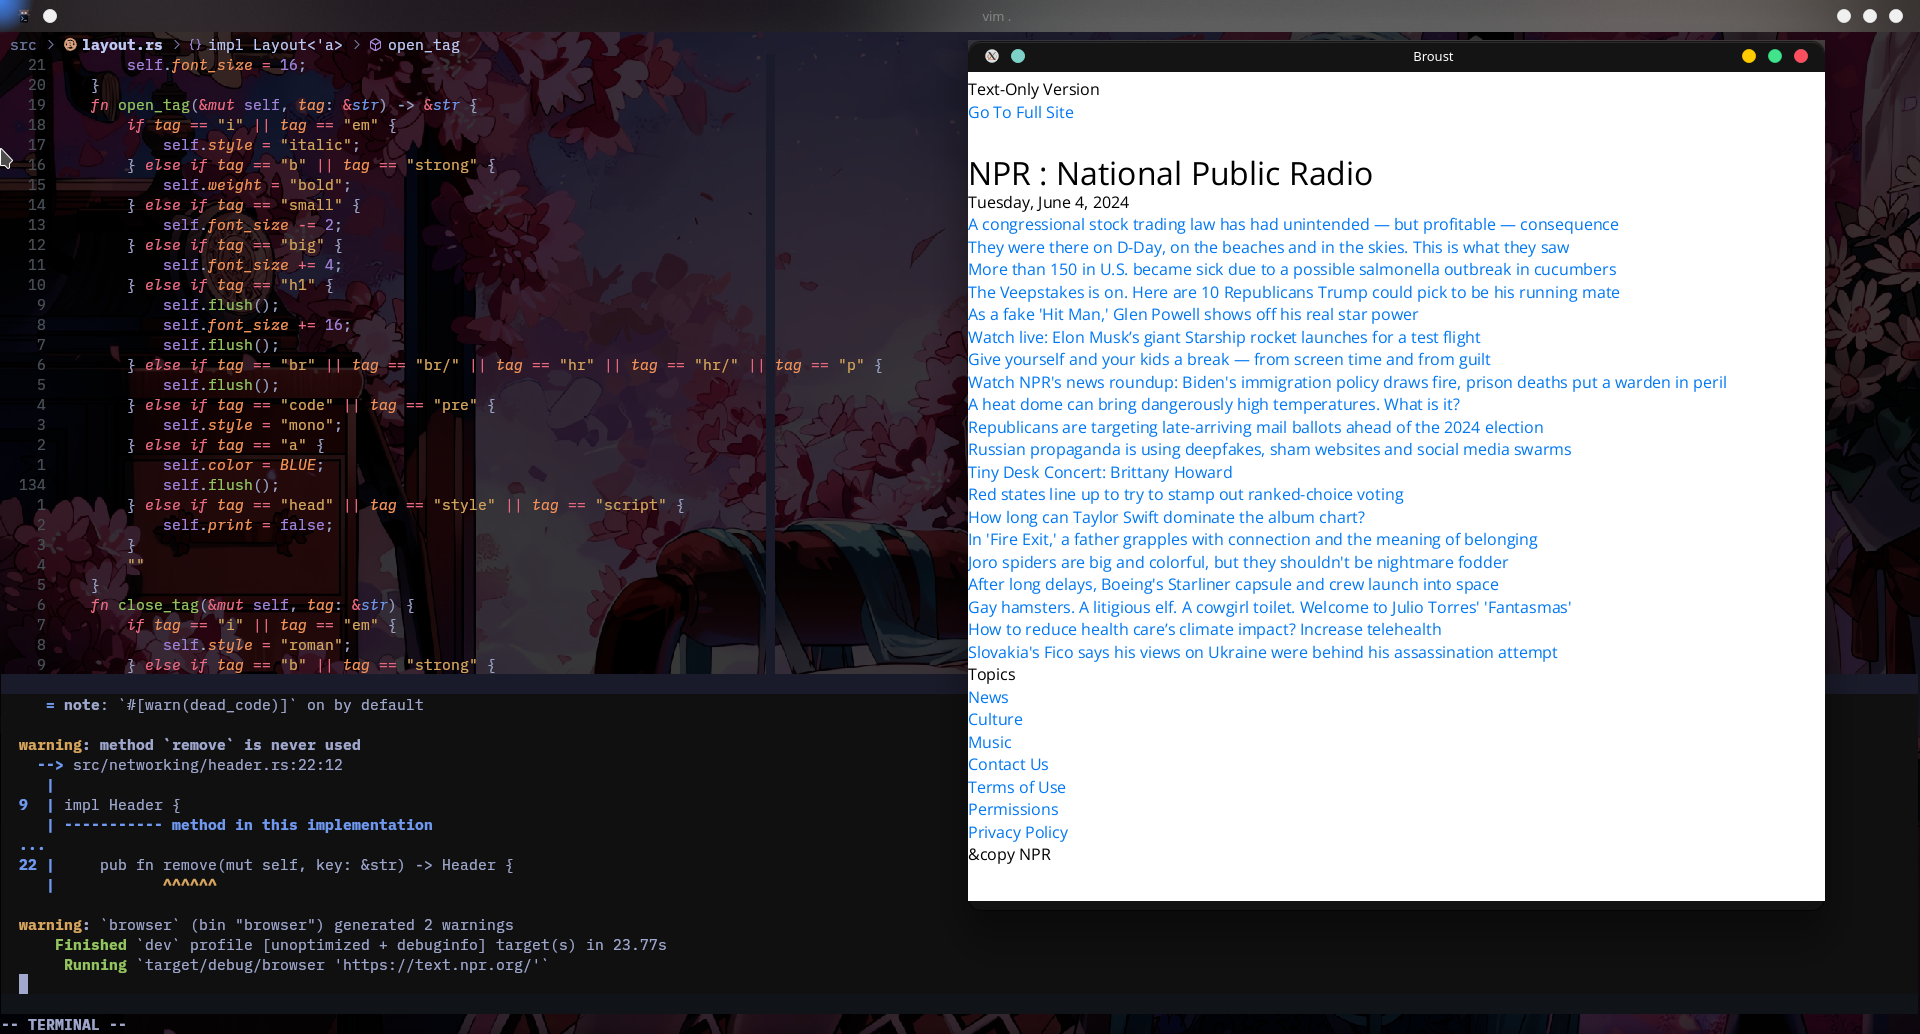 vim .
src > layout.rs > {} impl Layout<'a> > open_tag
21         self.font_size = 16;
20     }
19     fn open_tag(&mut self, tag: &str) -> &str {
18         if tag == "i" || tag == "em" {
17             self.style = "italic";
16         } else if tag == "b" || tag == "strong" {
15             self.weight = "bold";
14         } else if tag == "small" {
13             self.font_size -= 2;
12         } else if tag == "big" {
11             self.font_size += 4;
10         } else if tag == "h1" {
9             self.flush();
8             self.font_size += 16;
7             self.flush();
6         } else if tag == "br" || tag == "br/" || tag == "hr" || tag == "hr/" || tag == "p" {
5             self.flush();
4         } else if tag == "code" || tag == "pre" {
3             self.style = "mono";
2         } else if tag == "a" {
1             self.color = BLUE;
134             self.flush();
1         } else if tag == "head" || tag == "style" || tag == "script" {
2             self.print = false;
3         }
4         ""
5     }
6     fn close_tag(&mut self, tag: &str) {
7         if tag == "i" || tag == "em" {
8             self.style = "roman";
9         } else if tag == "b" || tag == "strong" {
= note: `#[warn(dead_code)]` on by default
warning: method `remove` is never used
--> src/networking/header.rs:22:12
|
9 | impl Header {
| ----------- method in this implementation
...
22 |     pub fn remove(mut self, key: &str) -> Header {
|            ^^^^^^
warning: `browser` (bin "browser") generated 2 warnings
Finished `dev` profile [unoptimized + debuginfo] target(s) in 23.77s
Running `target/debug/browser 'https://text.npr.org/'`
-- TERMINAL --
Broust
Text-Only Version
Go To Full Site
NPR : National Public Radio
Tuesday, June 4, 2024
A congressional stock trading law has had unintended — but profitable — consequence
They were there on D-Day, on the beaches and in the skies. This is what they saw
More than 150 in U.S. became sick due to a possible salmonella outbreak in cucumbers
The Veepstakes is on. Here are 10 Republicans Trump could pick to be his running mate
As a fake 'Hit Man,' Glen Powell shows off his real star power
Watch live: Elon Musk’s giant Starship rocket launches for a test flight
Give yourself and your kids a break — from screen time and from guilt
Watch NPR's news roundup: Biden's immigration policy draws fire, prison deaths put a warden in peril
A heat dome can bring dangerously high temperatures. What is it?
Republicans are targeting late-arriving mail ballots ahead of the 2024 election
Russian propaganda is using deepfakes, sham websites and social media swarms
Tiny Desk Concert: Brittany Howard
Red states line up to try to stamp out ranked-choice voting
How long can Taylor Swift dominate the album chart?
In 'Fire Exit,' a father grapples with connection and the meaning of belonging
Joro spiders are big and colorful, but they shouldn't be nightmare fodder
After long delays, Boeing's Starliner capsule and crew launch into space
Gay hamsters. A litigious elf. A cowgirl toilet. Welcome to Julio Torres' 'Fantasmas'
How to reduce health care’s climate impact? Increase telehealth
Slovakia's Fico says his views on Ukraine were behind his assassination attempt
Topics
News
Culture
Music
Contact Us
Terms of Use
Permissions
Privacy Policy
&copy NPR